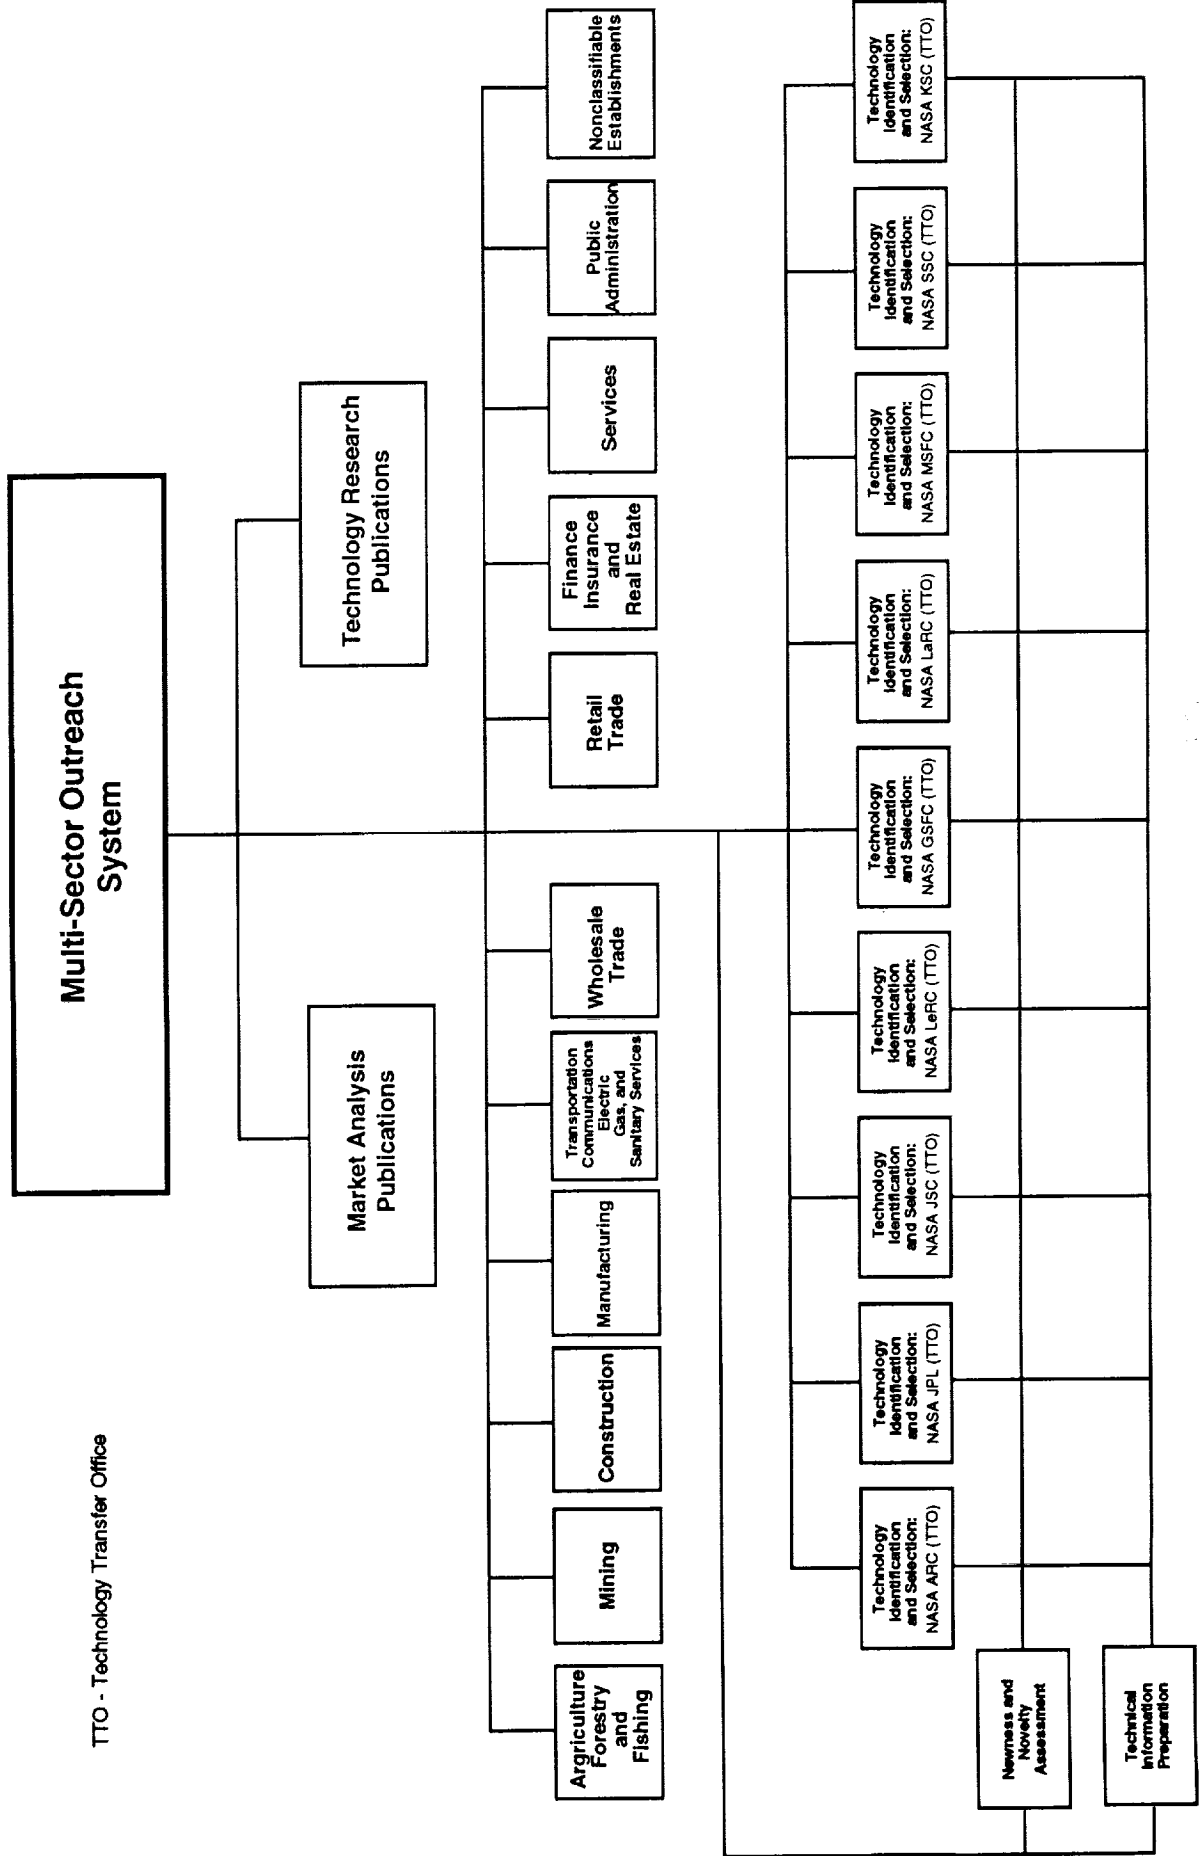 Multi-Sector Outreach
System
TTO - Technology Transfer Office
Market Analysis
Publications
Technology Research
Publications
Argriculture
Forestry
and
Fishing
Mining
Construction
Manufacturing
Transportation
Communications
Electric
Gas, and
Sanitary Services
Wholesale
Trade
Retail
Trade
Finance
Insurance
and
Real Estate
Services
Public
Administration
Nonclassifiable
Establishments
Technology
Identification
and Selection:
NASA ARC (TTO)
Technology
Identification
and Selection:
NASA JPL (TTO)
Technology
Identification
and Selection:
NASA JSC (TTO)
Technology
Identification
and Selection:
NASA LeRC (TTO)
Technology
Identification
and Selection:
NASA GSFC (TTO)
Technology
Identification
and Selection:
NASA LaRC (TTO)
Technology
Identification
and Selection:
NASA MSFC (TTO)
Technology
Identification
and Selection:
NASA SSC (TTO)
Technology
Identification
and Selection:
NASA KSC (TTO)
Newness and
Novelty
Assessment
Technical
Information
Preparation